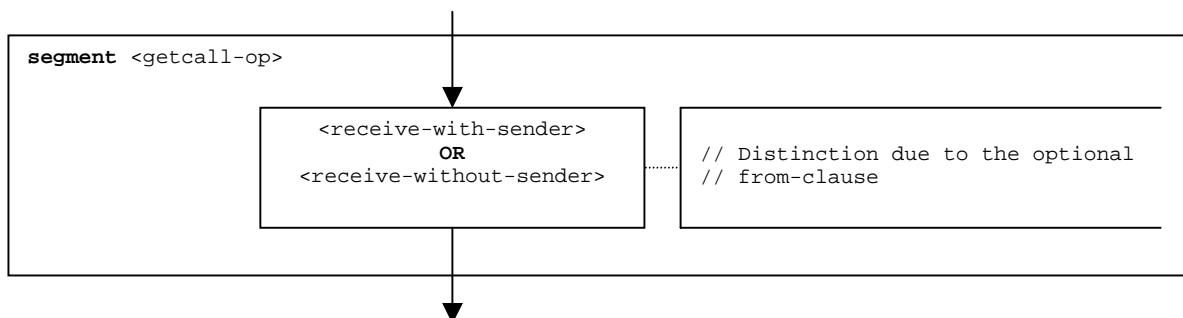 segment <getcall-op>
<receive-with-sender>
OR
<receive-without-sender>
// Distinction due to the optional
// from-clause